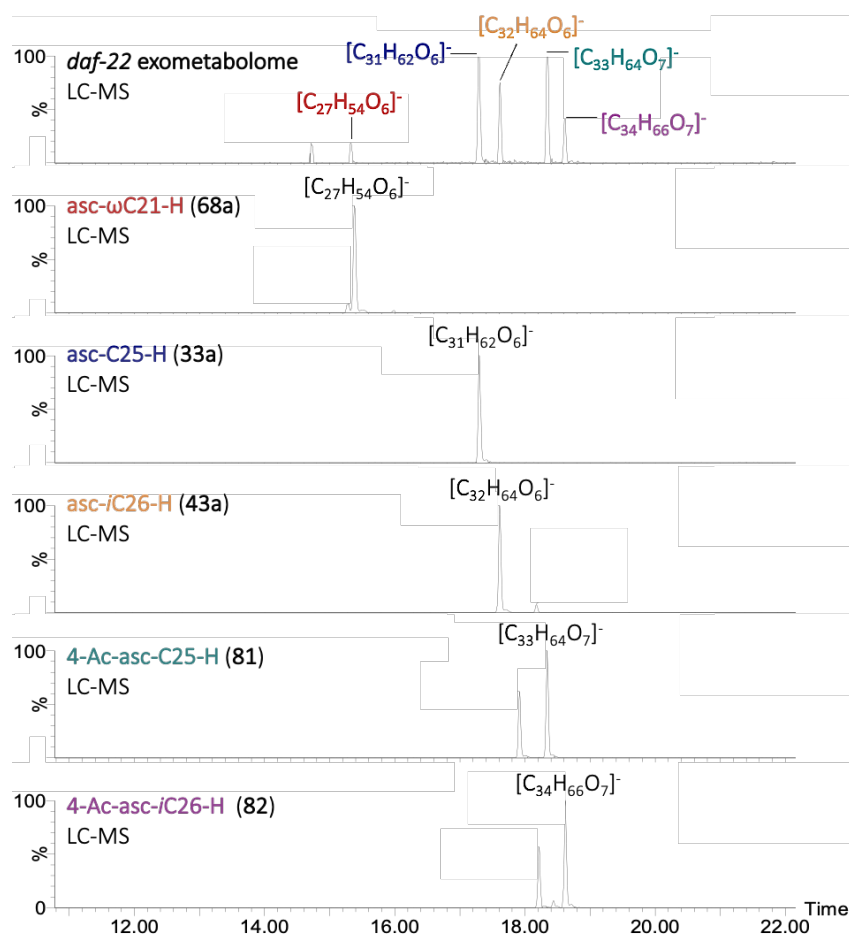 [C₃₂H₆₄O₆]⁻
[C₃₁H₆₂O₆]⁻
[C₃₃H₆₄O₇]⁻
100
daf-22 exometabolome
LC-MS
%
[C₂₇H₅₄O₆]⁻
[C₃₄H₆₆O₇]⁻
[C₂₇H₅₄O₆]⁻
100
asc-ωC21-H (68a)
LC-MS
%
[C₃₁H₆₂O₆]⁻
100
asc-C25-H (33a)
LC-MS
%
[C₃₂H₆₄O₆]⁻
100
asc-iC26-H (43a)
LC-MS
%
[C₃₃H₆₄O₇]⁻
100
4-Ac-asc-C25-H (81)
LC-MS
%
[C₃₄H₆₆O₇]⁻
100
4-Ac-asc-iC26-H (82)
LC-MS
%
0
Time
12.00 14.00 16.00 18.00 20.00 22.00